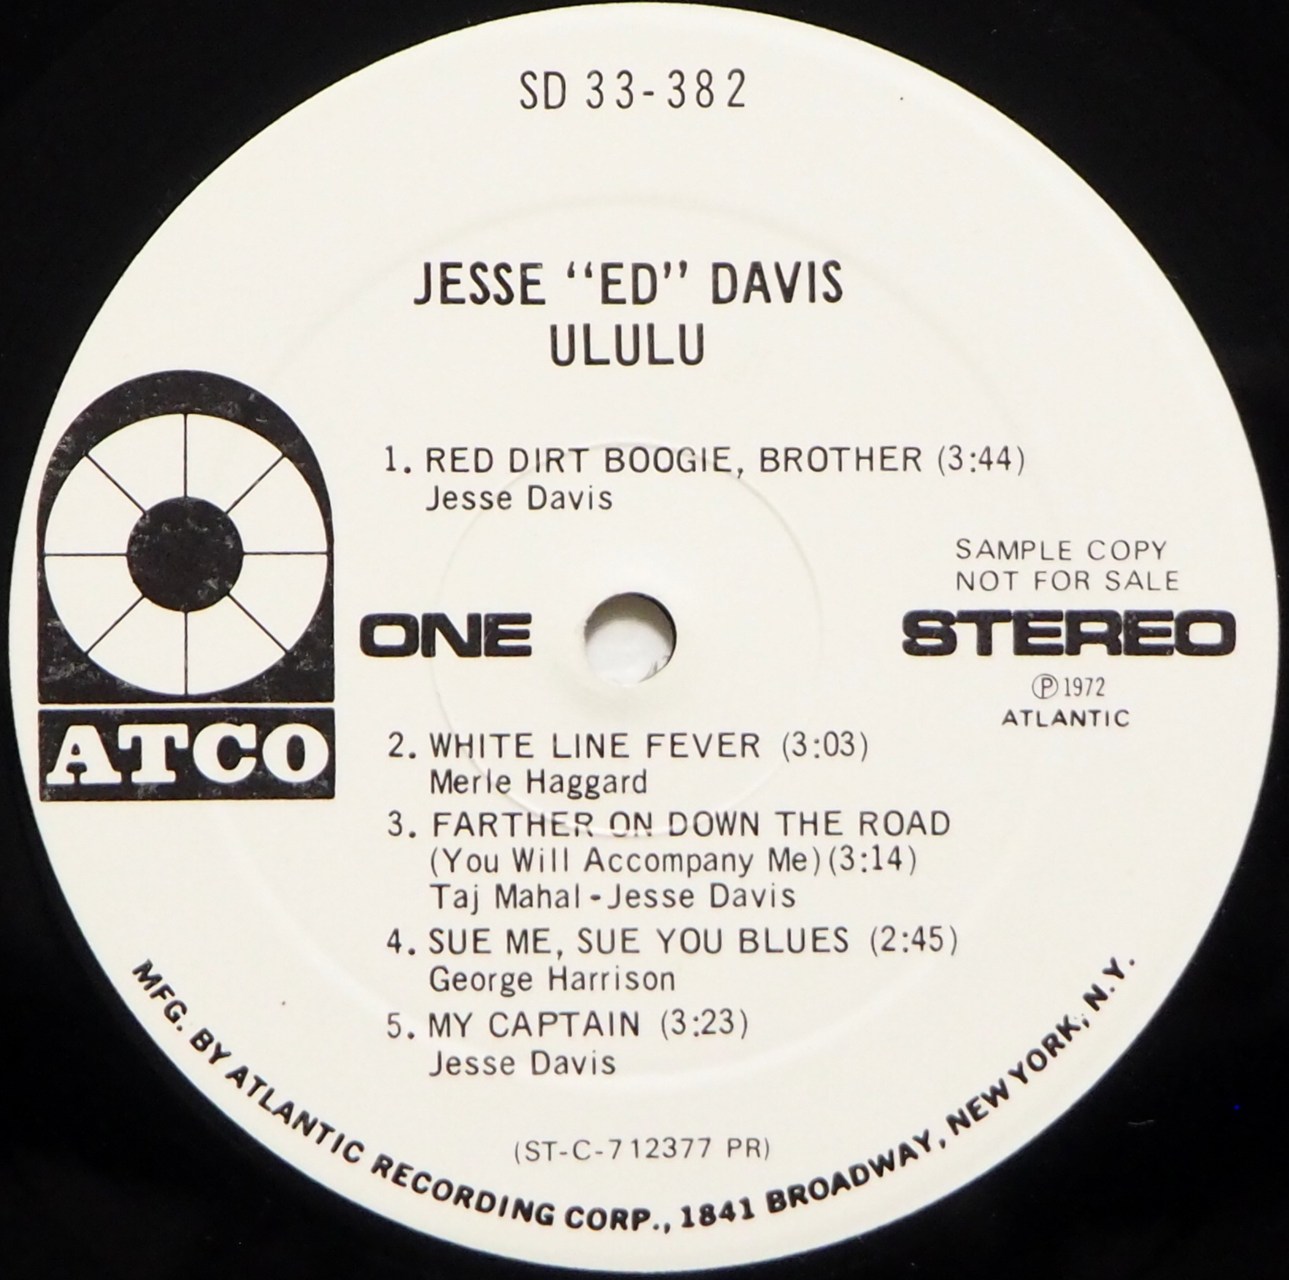 SD 33-382
JESSE “ED” DAVIS
ULULU
1. RED DIRT BOOGIE, BROTHER (3:44)
Jesse Davis
SAMPLE COPY
NOT FOR SALE
ONE
STEREO
Ⓟ 1972
ATLANTIC
ATCO
2. WHITE LINE FEVER (3:03)
Merle Haggard
3. FARTHER ON DOWN THE ROAD
(You Will Accompany Me) (3:14)
Taj Mahal - Jesse Davis
4. SUE ME, SUE YOU BLUES (2:45)
George Harrison
5. MY CAPTAIN (3:23)
Jesse Davis
(ST-C-712377 PR)
MFG. BY ATLANTIC RECORDING CORP., 1841 BROADWAY, NEW YORK, N.Y.